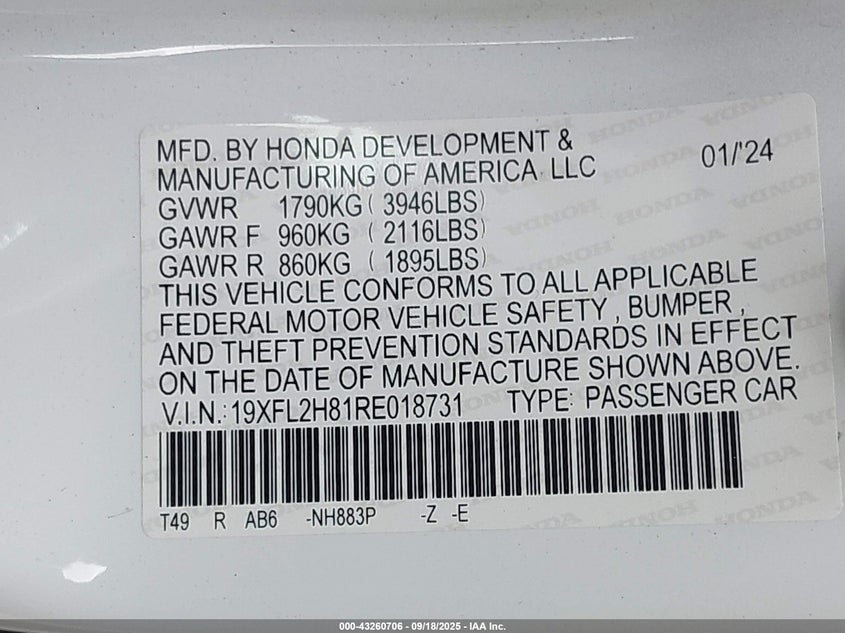 MFD. BY HONDA DEVELOPMENT &
MANUFACTURING OF AMERICA, LLC 01/'24
GVWR 1790KG ( 3946LBS)
GAWR F 960KG ( 2116LBS)
GAWR R 860KG ( 1895LBS)
THIS VEHICLE CONFORMS TO ALL APPLICABLE
FEDERAL MOTOR VEHICLE SAFETY , BUMPER ,
AND THEFT PREVENTION STANDARDS IN EFFECT
ON THE DATE OF MANUFACTURE SHOWN ABOVE.
V.I.N.: 19XFL2H81RE018731 TYPE: PASSENGER CAR
T49 R AB6 -NH883P -Z -E
000-43260706 - 09/18/2025 - IAA Inc.